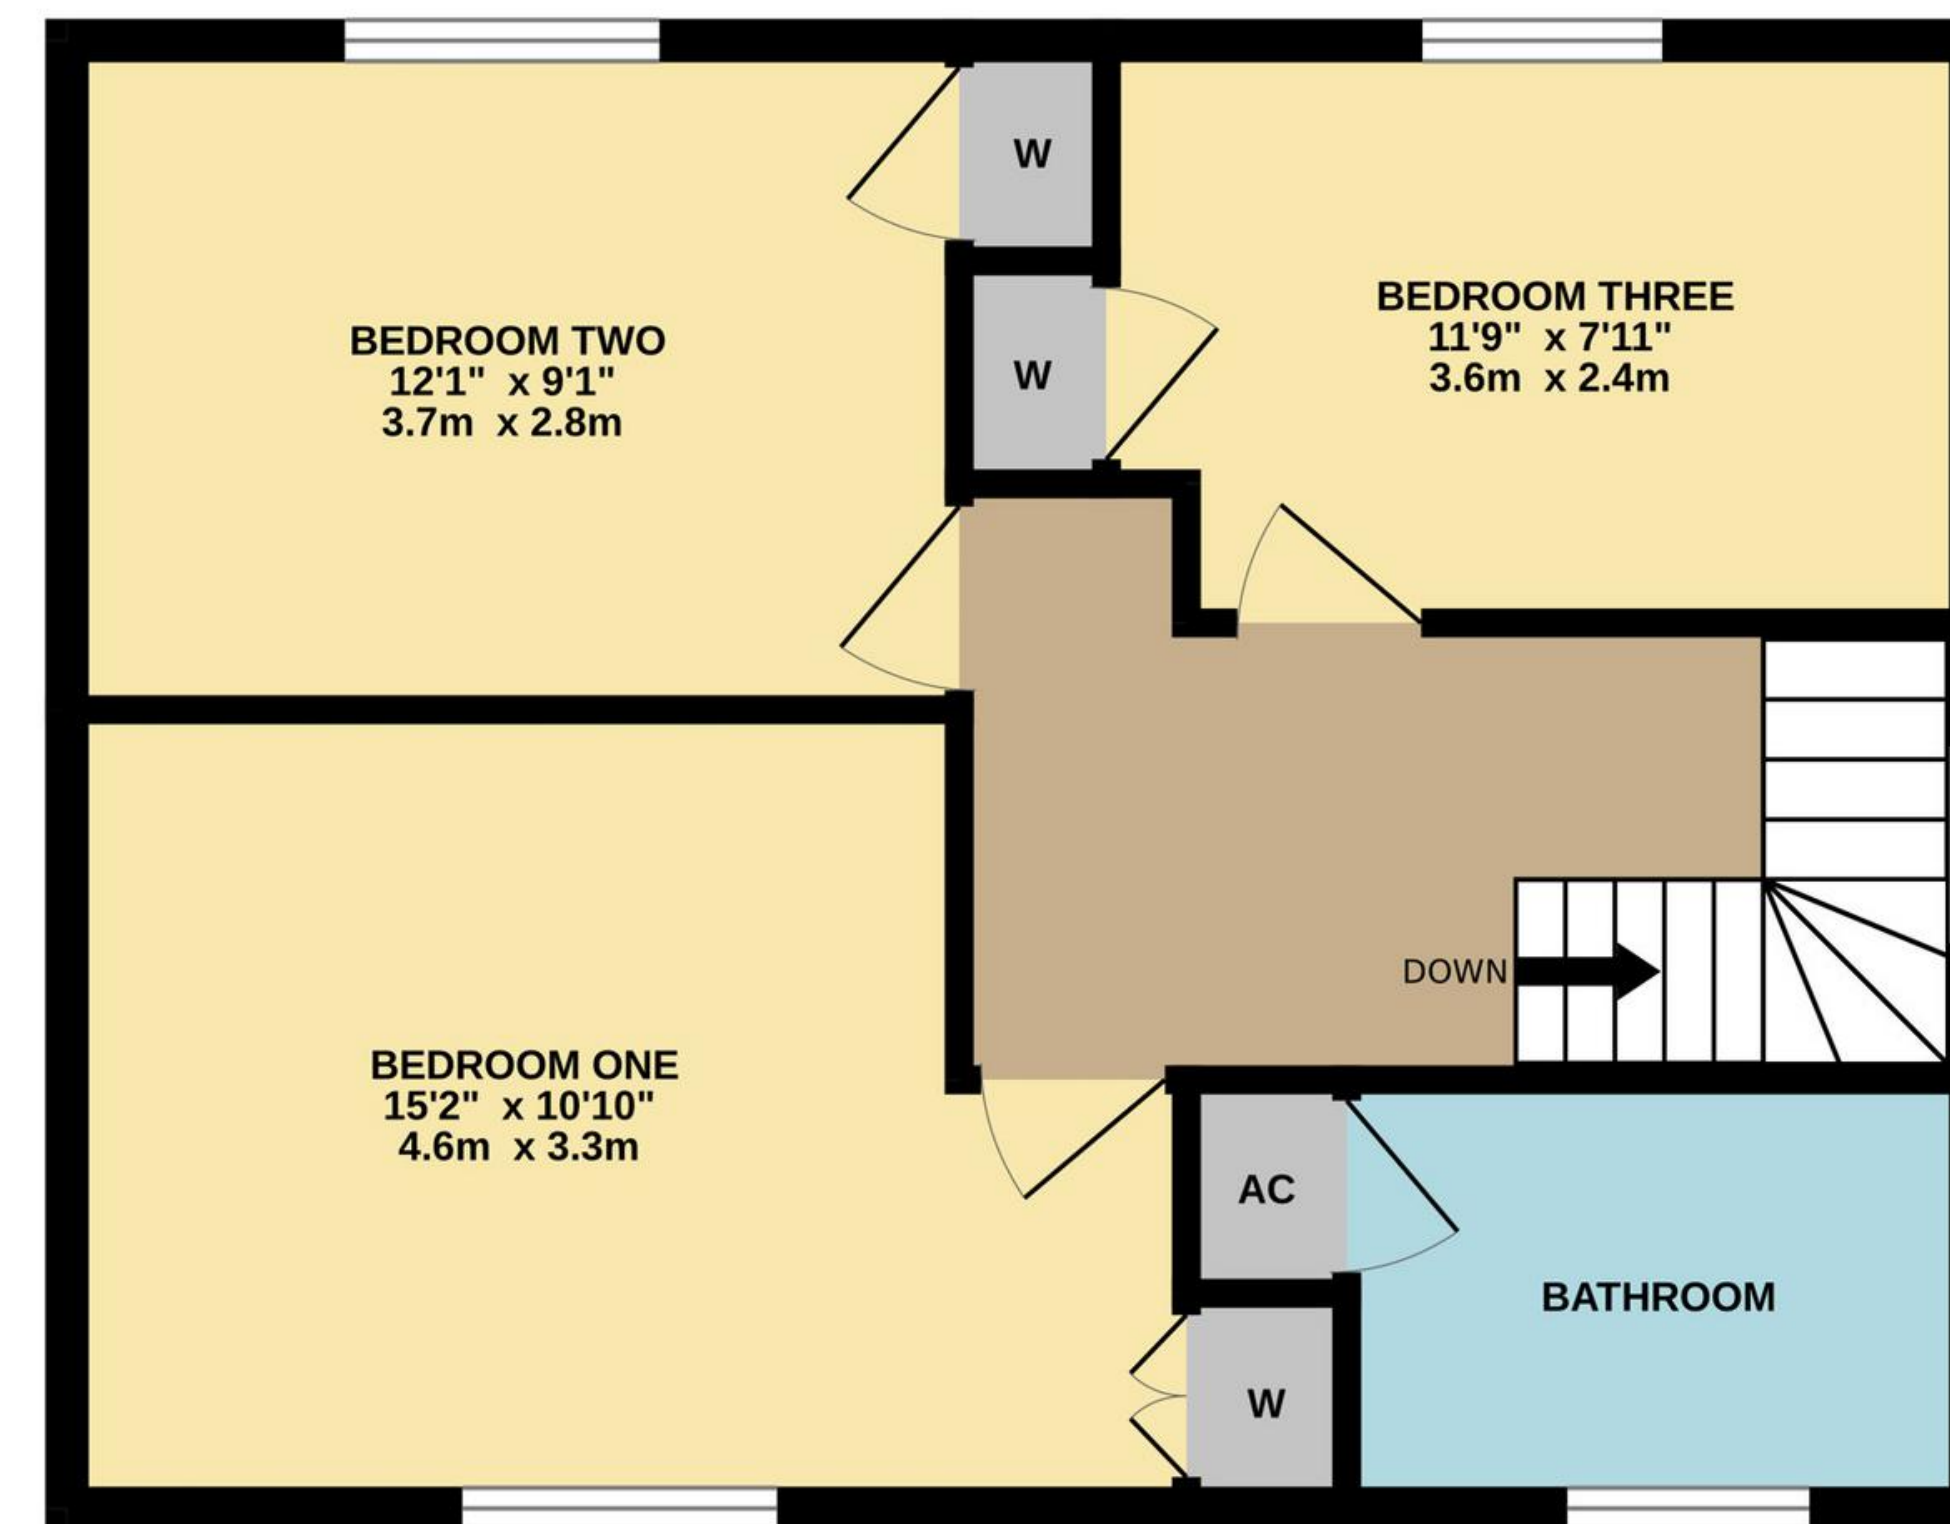 W
BEDROOM THREE
11'9" x 7'11"
3.6m x 2.4m
BEDROOM TWO
12'1" x 9'1"
3.7m x 2.8m
W
DOWN
BEDROOM ONE
15'2" x 10'10"
4.6m x 3.3m
AC
BATHROOM
W